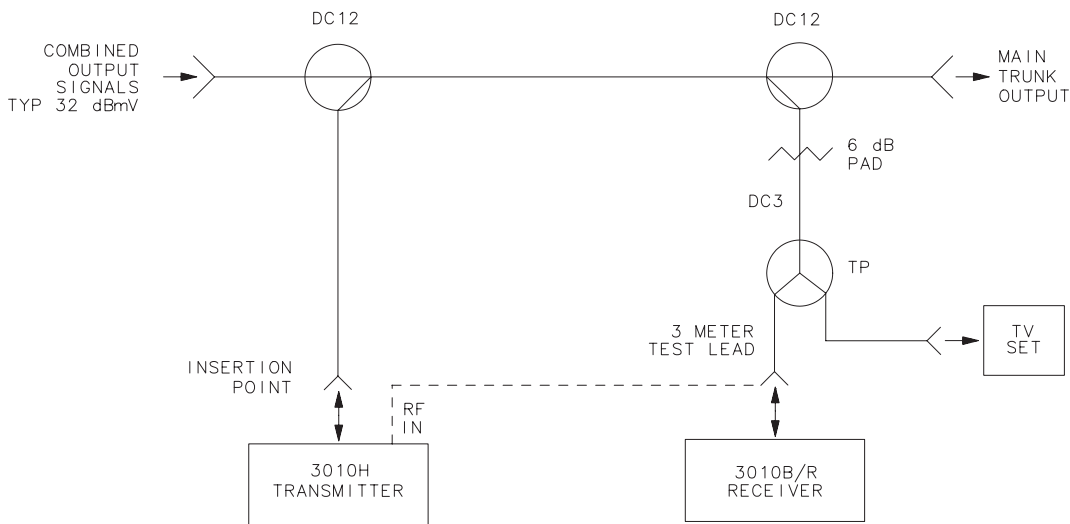 DC12
DC12
COMBINED
OUTPUT
SIGNALS
TYP 32 dBmV
MAIN
TRUNK
OUTPUT
6 dB
PAD
DC3
TP
3 METER
TEST LEAD
TV
SET
INSERTION
POINT
RF
IN
3010H
TRANSMITTER
3010B/R
RECEIVER